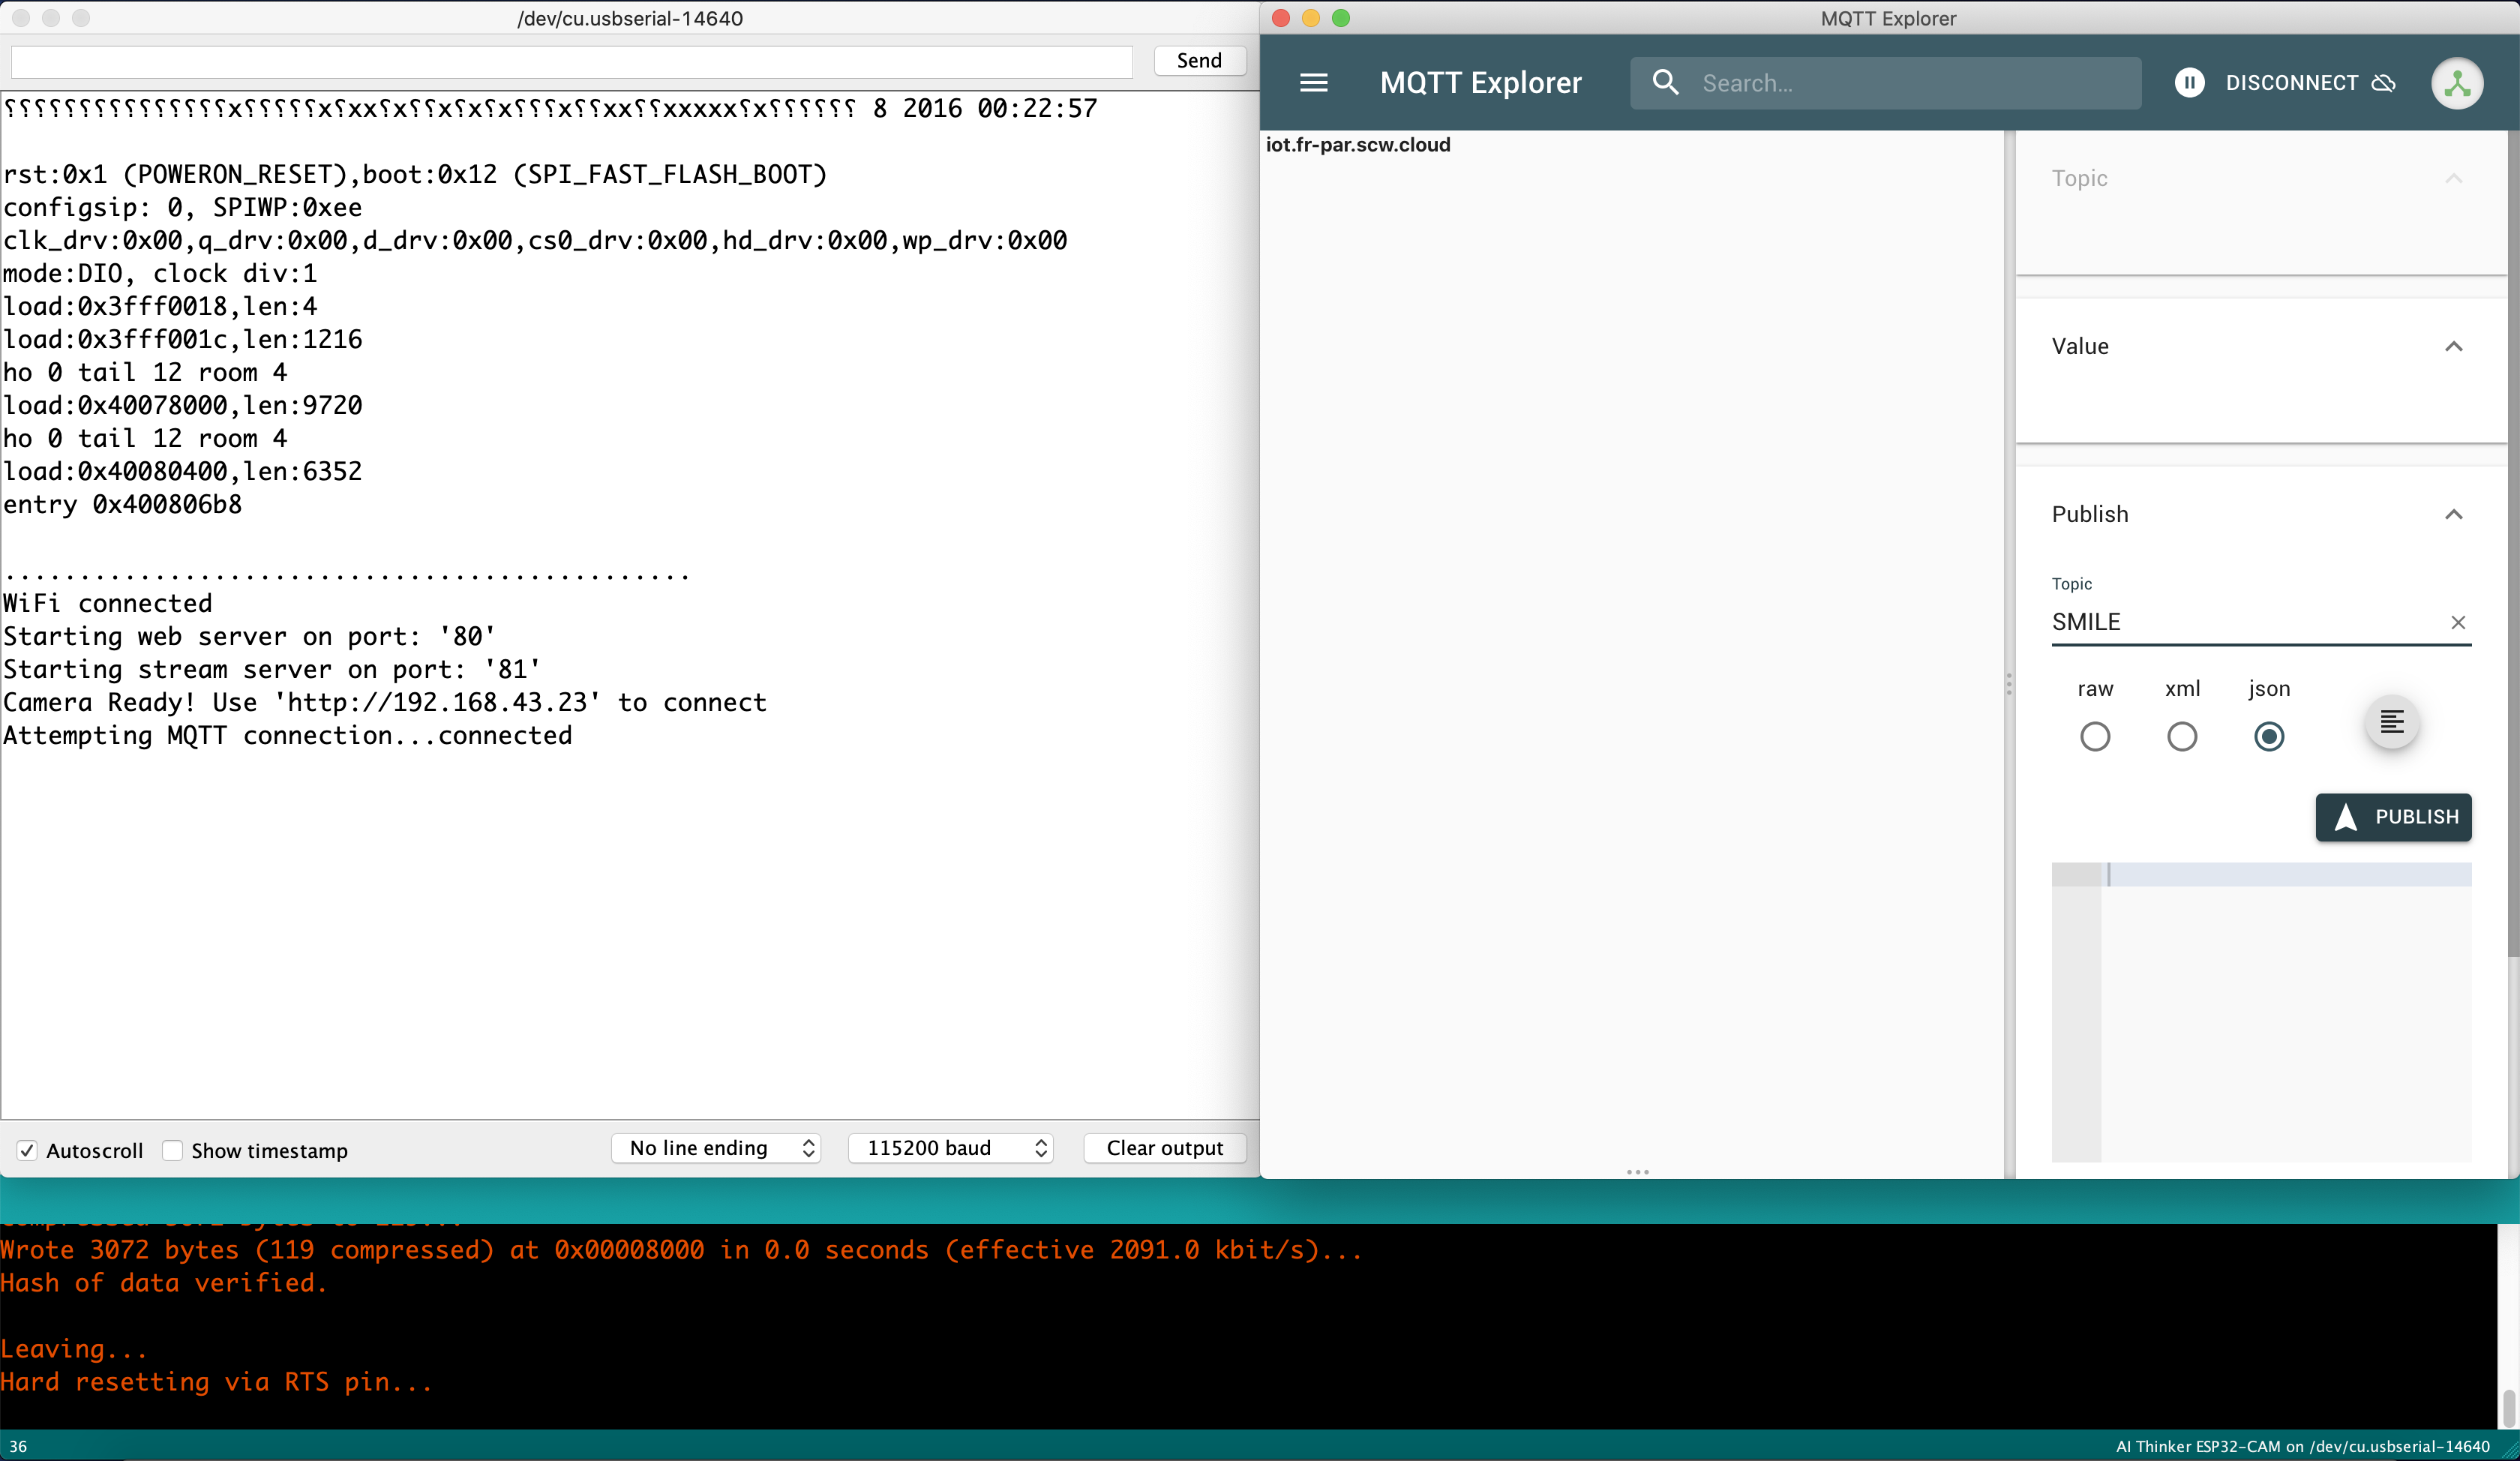 /dev/cu.usbserial-14640
Send
8 2016 00:22:57
rst:0x1 (POWERON_RESET),boot:0x12 (SPI_FAST_FLASH_BOOT)
configsip: 0, SPIWP:0xee
clk_drv:0x00,q_drv:0x00,d_drv:0x00,cs0_drv:0x00,hd_drv:0x00,wp_drv:0x00
mode:DIO, clock div:1
load:0x3fff0018,len:4
load:0x3fff001c,len:1216
ho 0 tail 12 room 4
load:0x40078000,len:9720
ho 0 tail 12 room 4
load:0x40080400,len:6352
entry 0x400806b8
..............................................
WiFi connected
Starting web server on port: '80'
Starting stream server on port: '81'
Camera Ready! Use 'http://192.168.43.23' to connect
Attempting MQTT connection...connected
Autoscroll
Show timestamp
No line ending
115200 baud
Clear output
MQTT Explorer
MQTT Explorer
Search...
DISCONNECT
iot.fr-par.scw.cloud
Topic
Value
Publish
Topic
SMILE
raw xml json
PUBLISH
Wrote 3072 bytes (119 compressed) at 0x00008000 in 0.0 seconds (effective 2091.0 kbit/s)...
Hash of data verified.
Leaving...
Hard resetting via RTS pin...
36
AI Thinker ESP32-CAM on /dev/cu.usbserial-14640